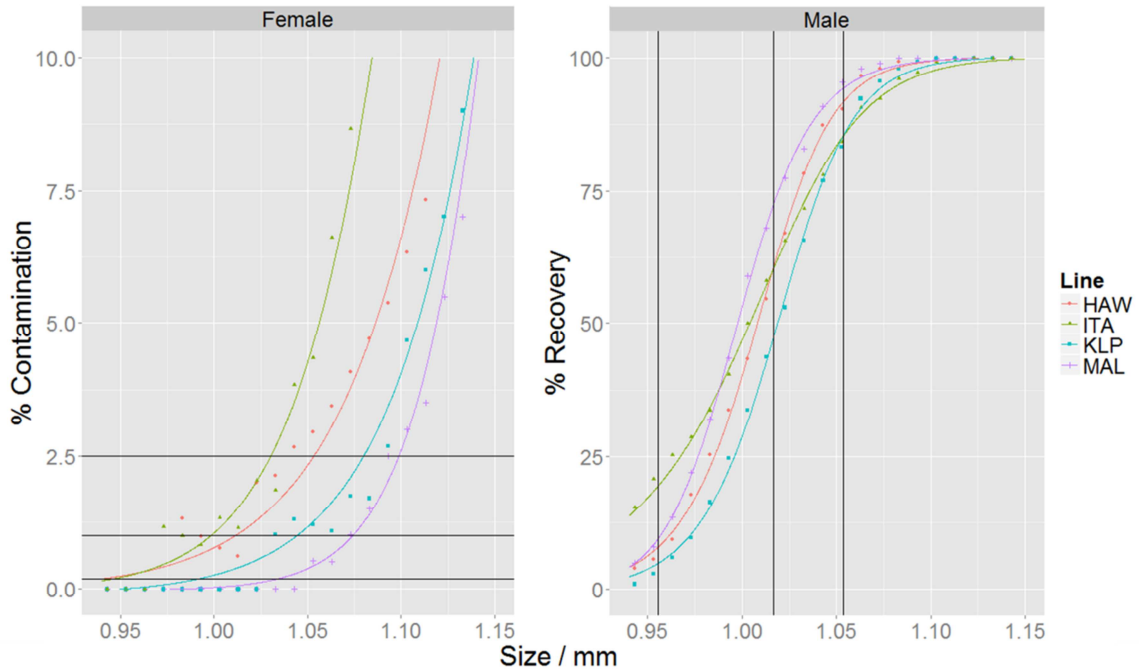 Female
Male
% Contamination
10.0
7.5
5.0
2.5
0.0
0.95
1.00
1.05
1.10
1.15
% Recovery
100
75
50
25
0
0.95
1.00
1.05
1.10
1.15
Size / mm
Line
HAW
ITA
KLP
MAL